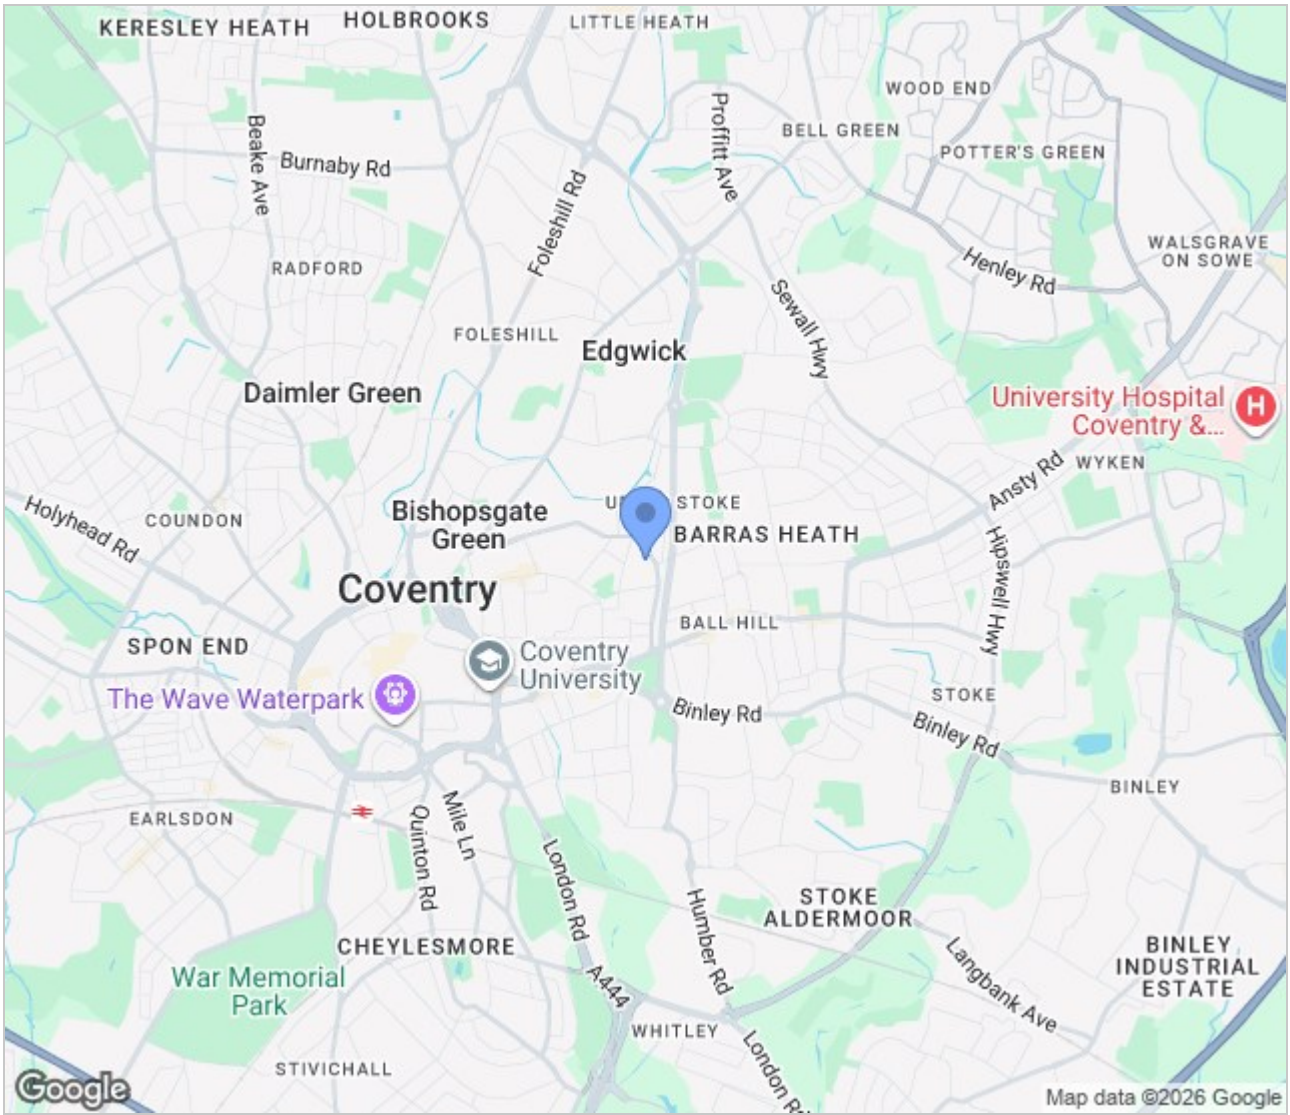 KERESLEY HEATH
HOLBROOKS
LITTLE HEATH
WOOD END
BELL GREEN
POTTER'S GREEN
Beake Ave
Burnaby Rd
Proffitt Ave
Foleshill Rd
RADFORD
WALSGRAVE
ON SOWE
Henley Rd
Sewall Hwy
FOLESHILL
Edgwick
Daimler Green
University Hospital
Coventry &...
H
WYKEN
Ansty Rd
Holyhead Rd
COUNDON
Bishopsgate
Green
STOKE
BARRAS HEATH
Hipswell Hwy
Coventry
BALL HILL
SPON END
Coventry
University
The Wave Waterpark
STOKE
Binley Rd
Binley Rd
BINLEY
EARLSDON
Mile Ln
Quinton Rd
London Rd
STOKE
ALDERMOOR
Humber Rd
CHEYLESMORE
BINLEY
INDUSTRIAL
ESTATE
Langbank Ave
War Memorial
Park
A444
WHITLEY
London Rd
STIVICHALL
Google
Map data ©2026 Google